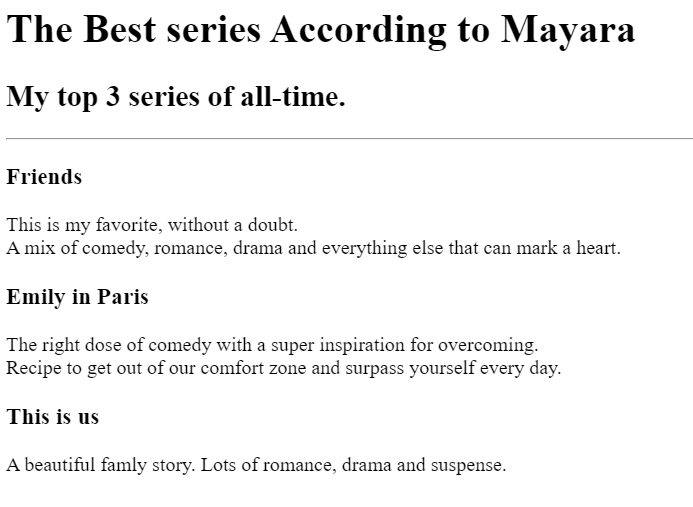 The Best series According to Mayara
My top 3 series of all-time.
Friends
This is my favorite, without a doubt.
A mix of comedy, romance, drama and everything else that can mark a heart.
Emily in Paris
The right dose of comedy with a super inspiration for overcoming.
Recipe to get out of our comfort zone and surpass yourself every day.
This is us
A beautiful famly story. Lots of romance, drama and suspense.